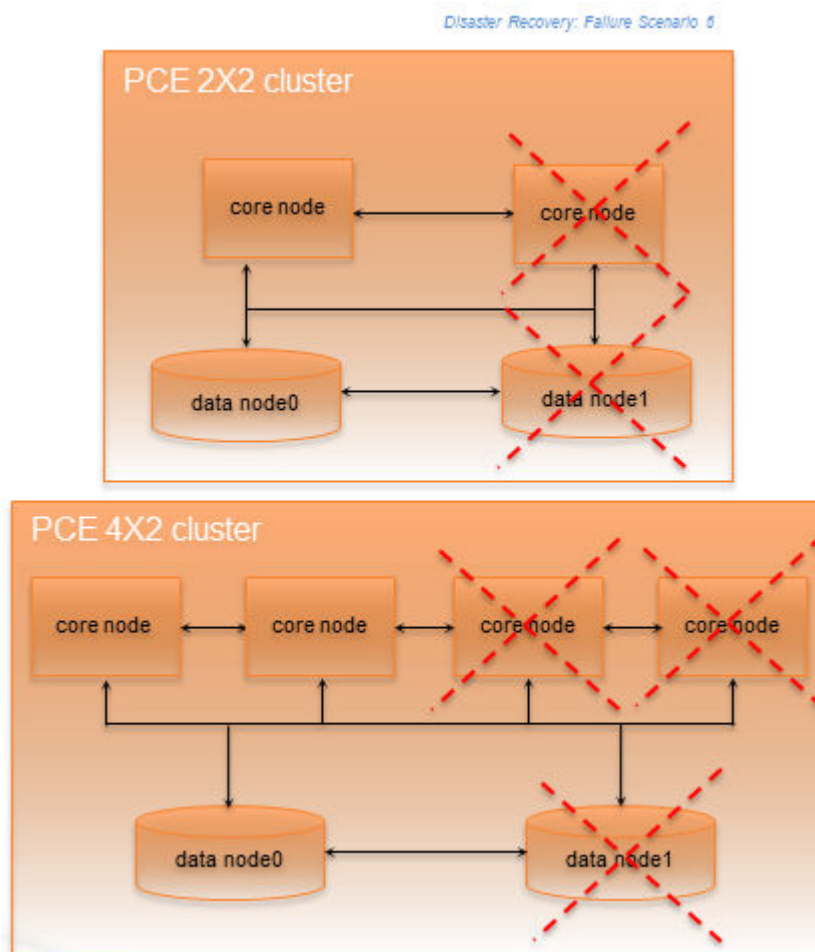 Disaster Recovery: Failure Scenario 6
PCE 2X2 cluster
core node
core node
data node0
data node1
PCE 4X2 cluster
core node
core node
core node
core node
data node0
data node1